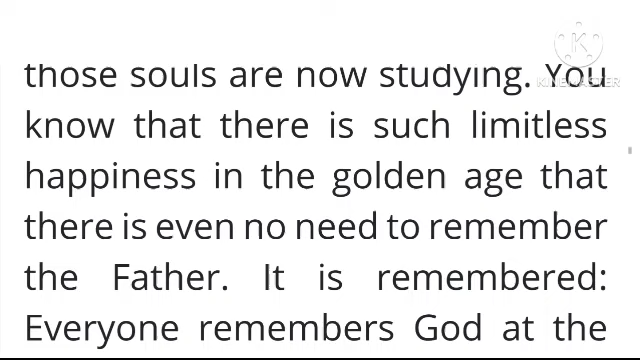 those souls are now studying. You
know that there is such limitless
happiness in the golden age that
there is even no need to remember
the Father. It is remembered:
Everyone remembers God at the
K
KINEMASTER